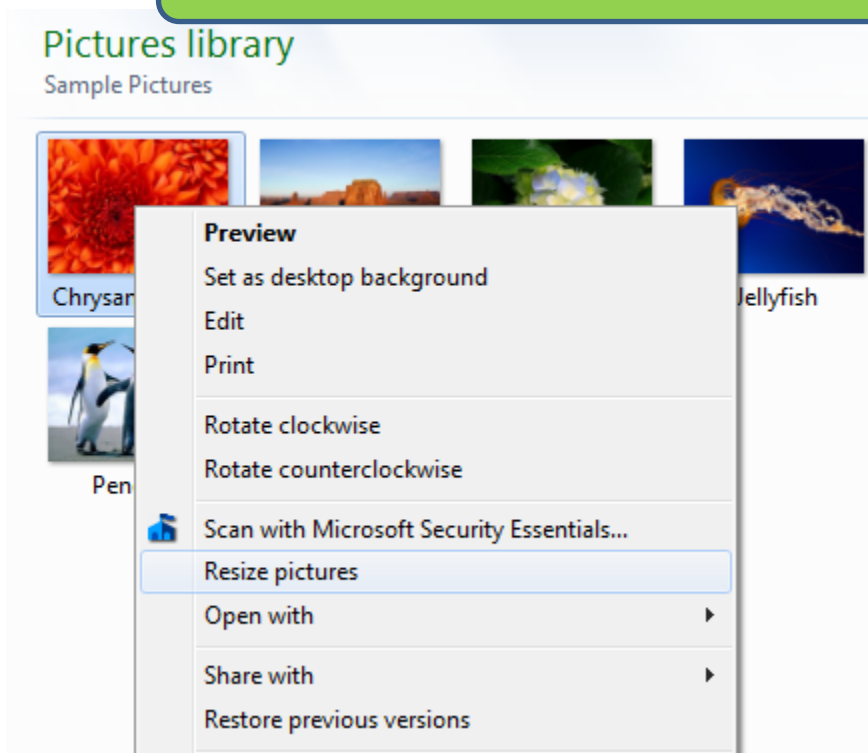 Pictures library
Sample Pictures
Chrysan
Jellyfish
Pen
Preview
Set as desktop background
Edit
Print
Rotate clockwise
Rotate counterclockwise
Scan with Microsoft Security Essentials...
Resize pictures
Open with
Share with
Restore previous versions